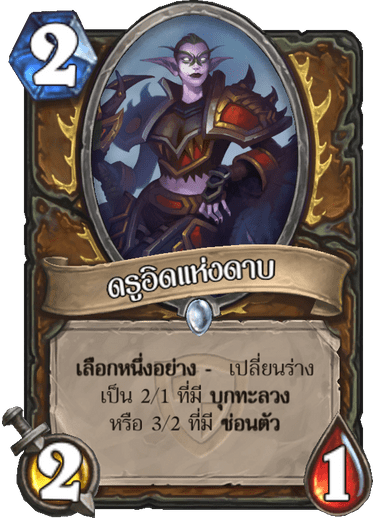 2
ดรูอิดแห่งดาบ
เลือกหนึ่งอย่าง - เปลี่ยนร่าง
เป็น 2/1 ที่มี บุกทะลวง
หรือ 3/2 ที่มี ซ่อนตัว
2
1